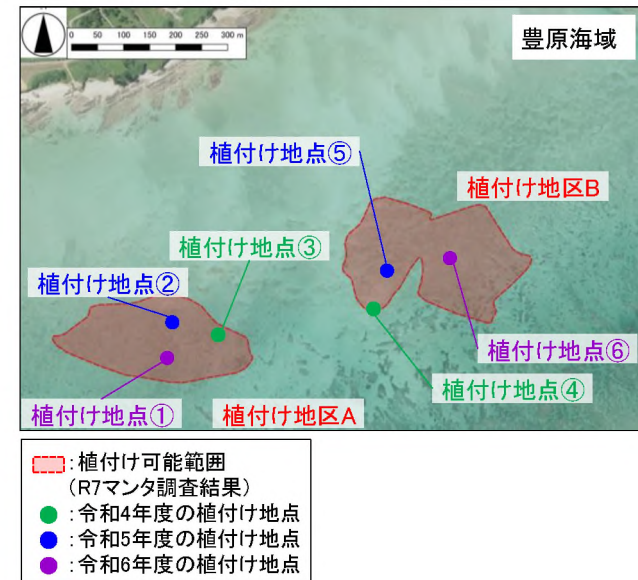 0 50 100 150 200 250 300 m
豊原海域
植付け地点⑤
植付け地区B
植付け地点③
植付け地点②
植付け地点⑥
植付け地点④
植付け地点①
植付け地区A
:植付け可能範囲
(R7マンタ調査結果)
:令和4年度の植付け地点
:令和5年度の植付け地点
:令和6年度の植付け地点